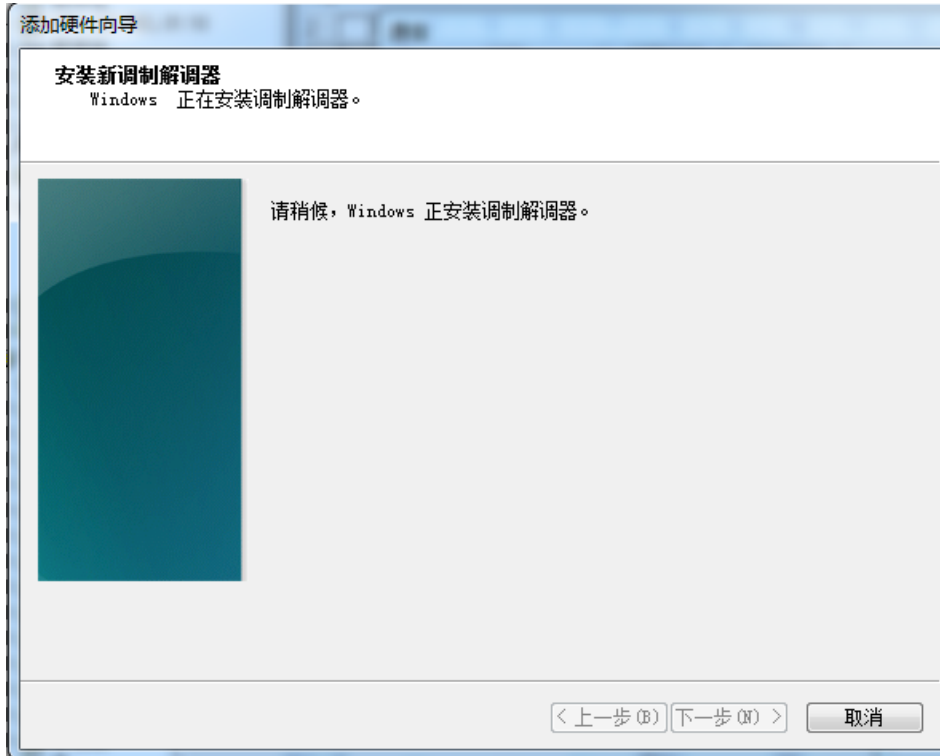 添加硬件向导
安装新调制解调器
Windows 正在安装调制解调器。
请稍候，Windows 正安装调制解调器。
< 上一步(B) 下一步(N) > 取消